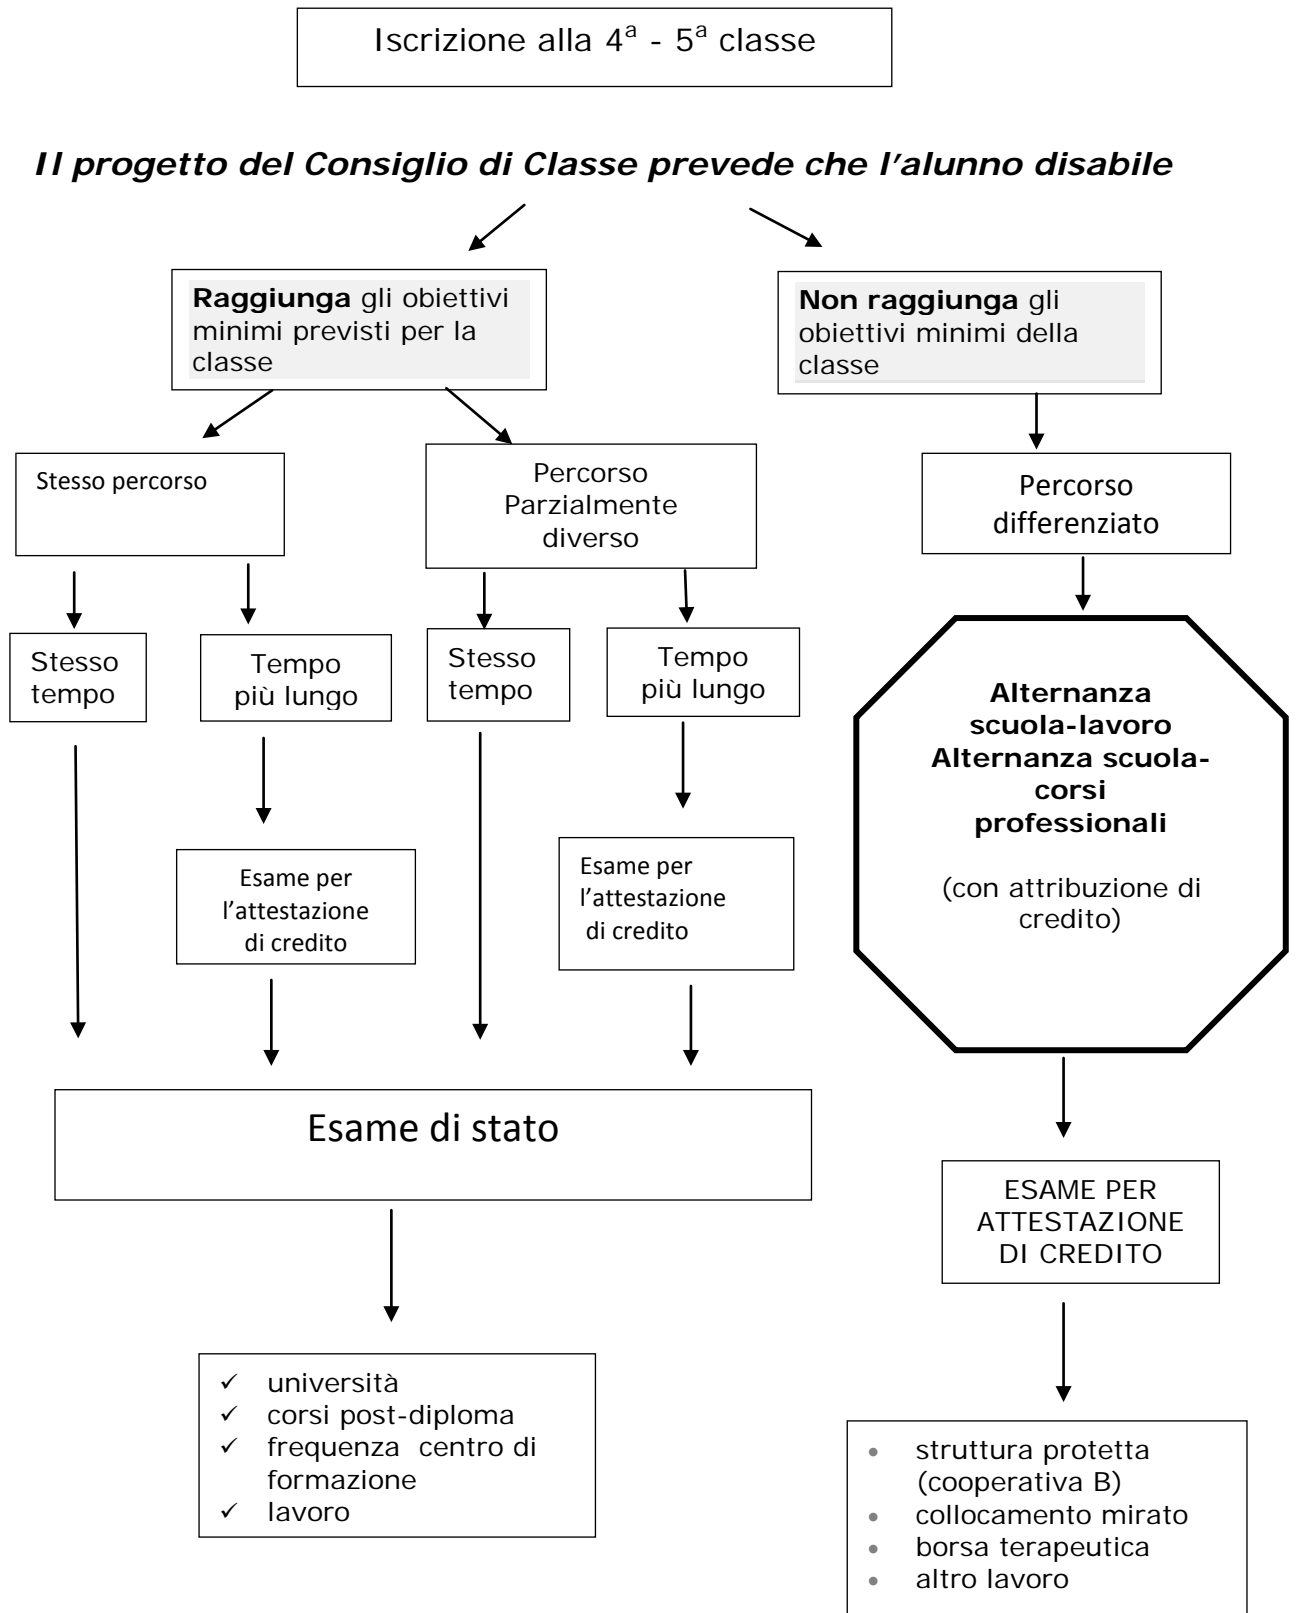 Iscrizione alla 4ª - 5ª classe
Il progetto del Consiglio di Classe prevede che l’alunno disabile
Raggiunga gli obiettivi
minimi previsti per la
classe
Non raggiunga gli
obiettivi minimi della
classe
Stesso percorso
Percorso
Parzialmente
diverso
Percorso
differenziato
Stesso
tempo
Tempo
più lungo
Stesso
tempo
Tempo
più lungo
Alternanza
scuola-lavoro
Alternanza scuola-
corsi
professionali
(con attribuzione di
credito)
Esame per
l’attestazione
di credito
Esame per
l’attestazione
di credito
Esame di stato
ESAME PER
ATTESTAZIONE
DI CREDITO
✓ università
✓ corsi post-diploma
✓ frequenza centro di
formazione
✓ lavoro
• struttura protetta
(cooperativa B)
• collocamento mirato
• borsa terapeutica
• altro lavoro